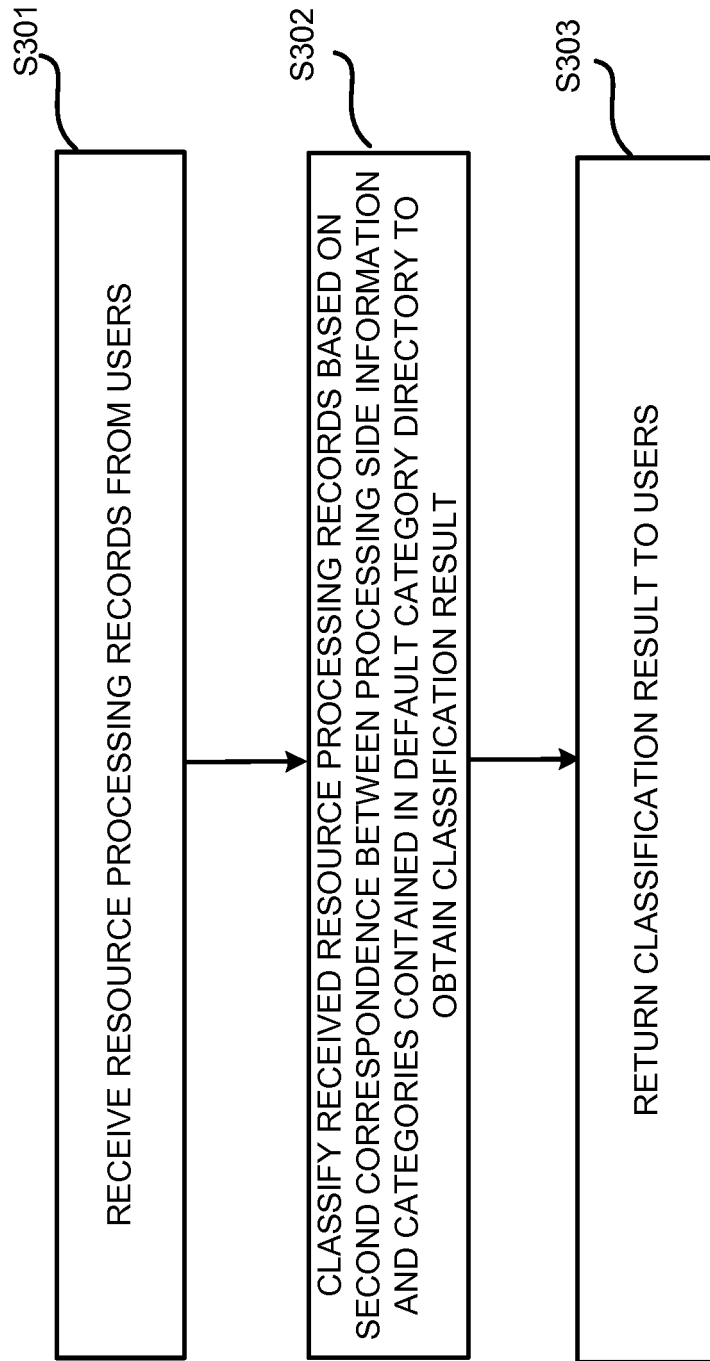 S301
RECEIVE RESOURCE PROCESSING RECORDS FROM USERS
S302
CLASSIFY RECEIVED RESOURCE PROCESSING RECORDS BASED ON
SECOND CORRESPONDENCE BETWEEN PROCESSING SIDE INFORMATION
AND CATEGORIES CONTAINED IN DEFAULT CATEGORY DIRECTORY TO
OBTAIN CLASSIFICATION RESULT
S303
RETURN CLASSIFICATION RESULT TO USERS